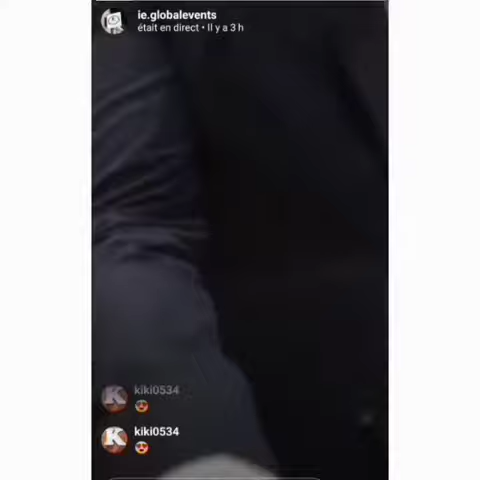 ie.globalevents
était en direct • Il y a 3 h
kiki0534
😍
kiki0534
😍